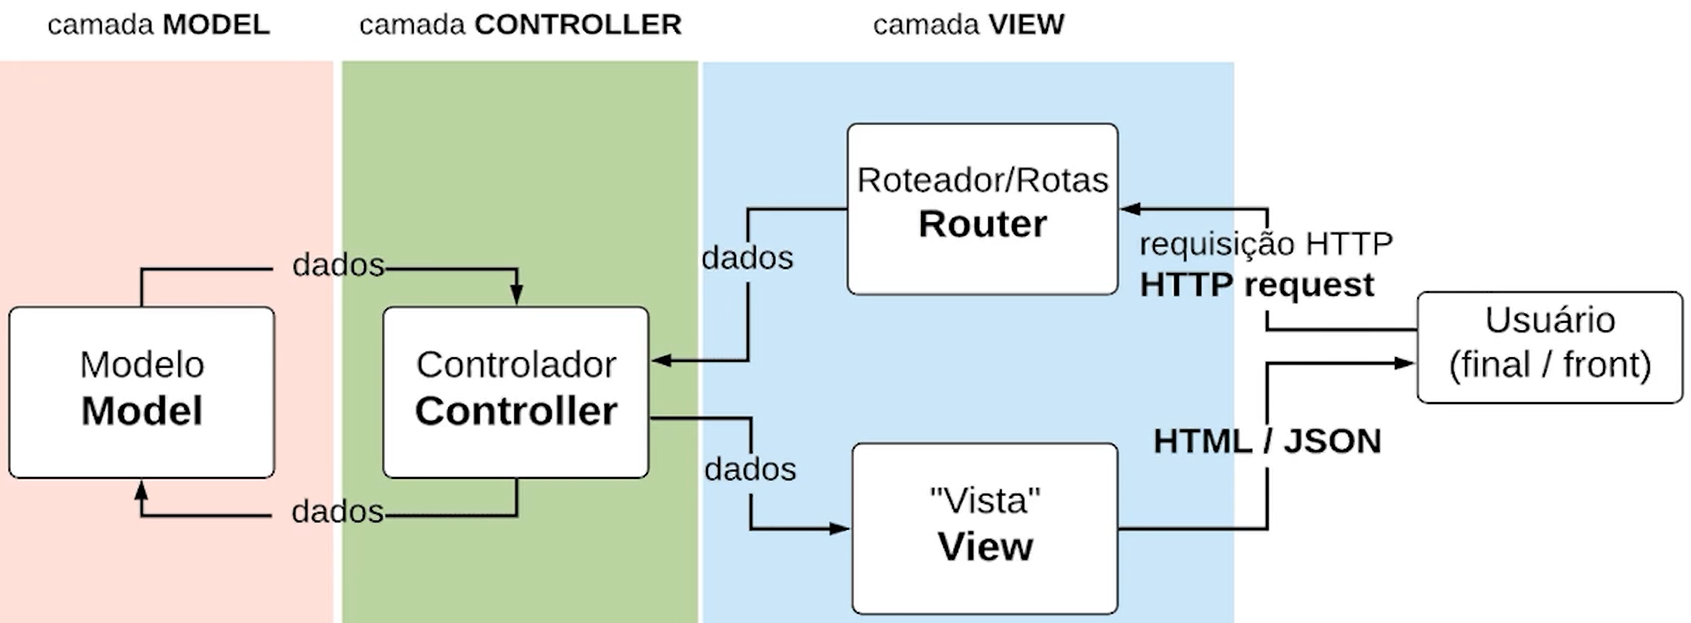 camada MODEL
camada CONTROLLER
camada VIEW
Roteador/Rotas
Router
requisição HTTP
HTTP request
dados
dados
Usuário
(final / front)
Modelo
Model
Controlador
Controller
HTML / JSON
dados
dados
"Vista"
View